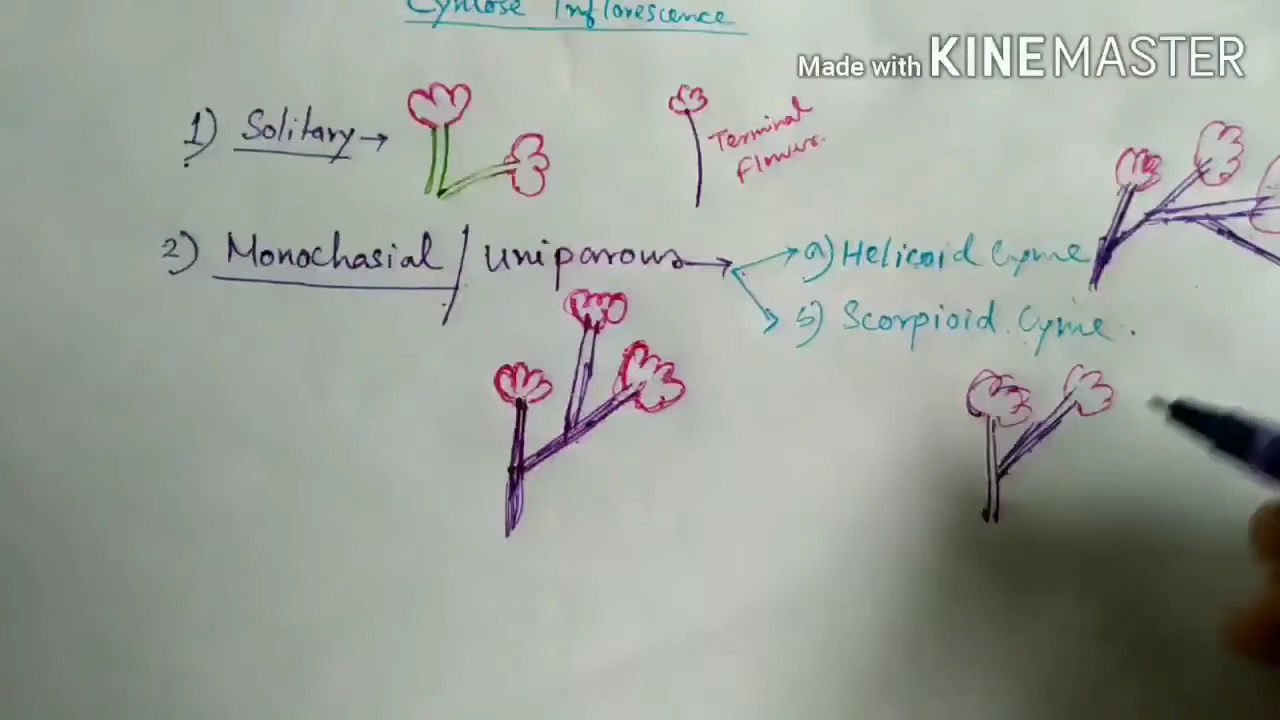 Cymose Inflorescence
Made with KINEMASTER
1) Solitary →
Terminal
Flower.
2) Monochasial / Uniparous → a) Helicoid Cyme
b) Scorpioid Cyme.